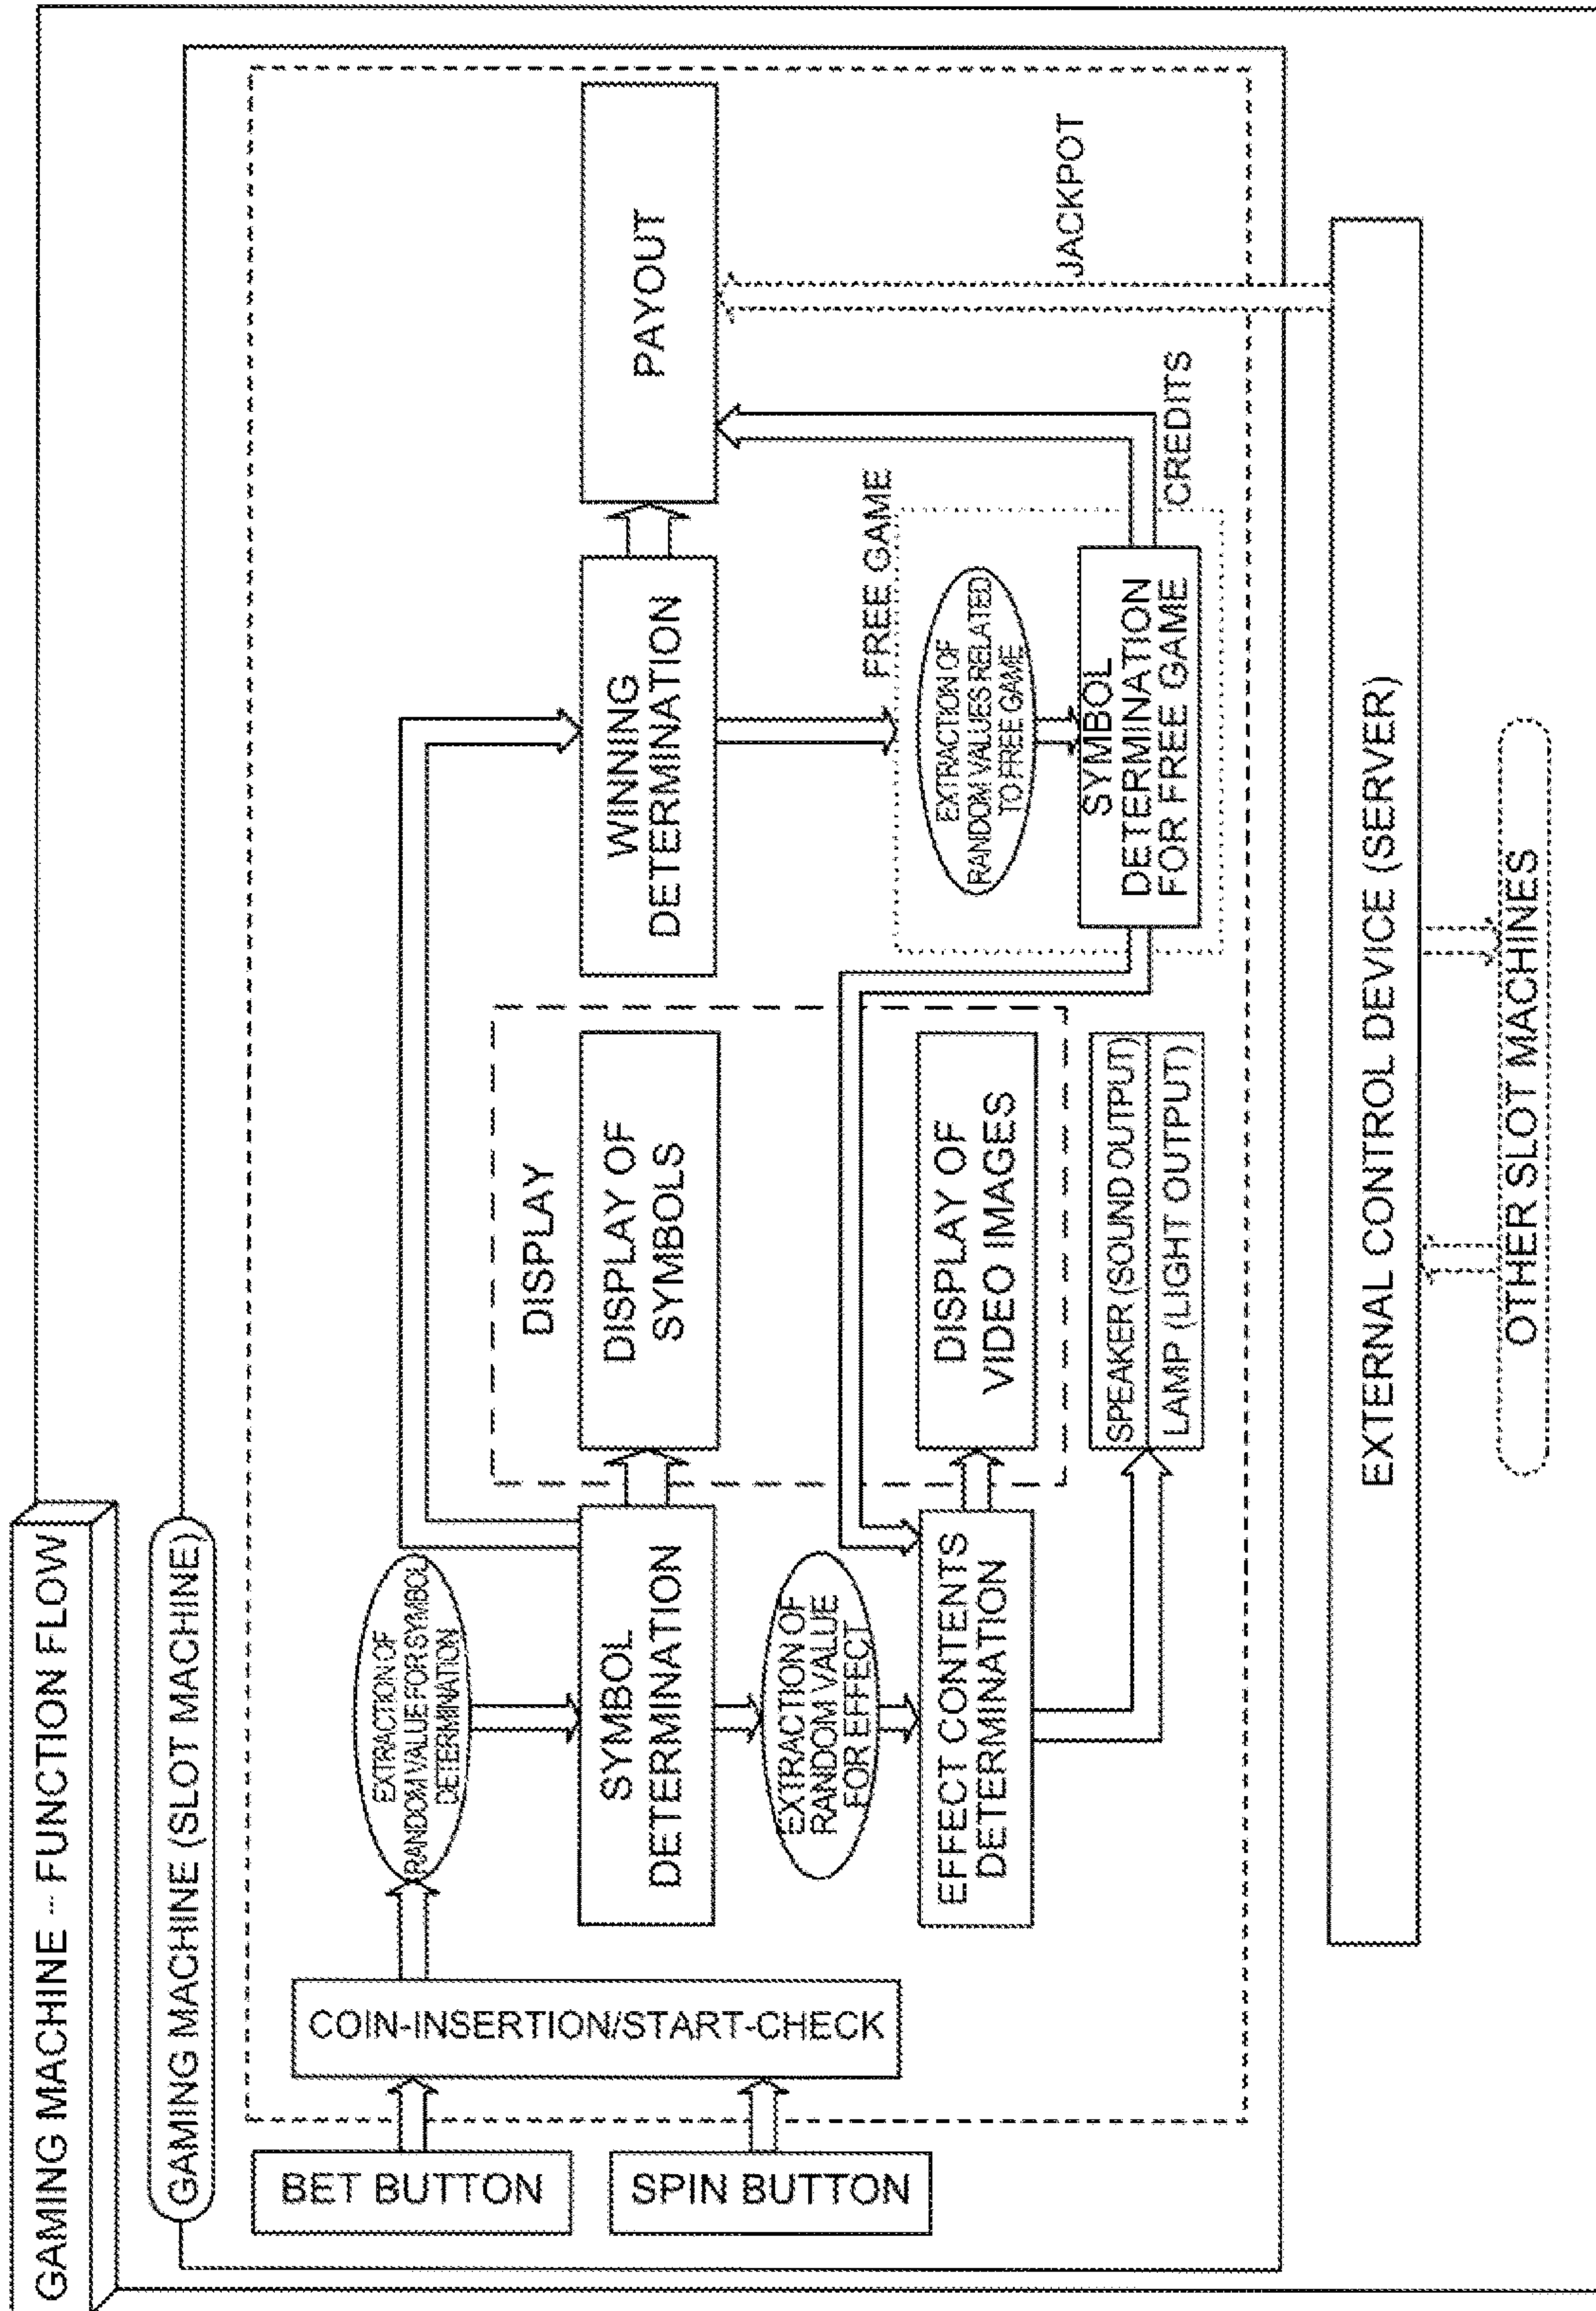 GAMING MACHINE -- FUNCTION FLOW
GAMING MACHINE (SLOT MACHINE)
BET BUTTON
SPIN BUTTON
COIN-INSERTION/START-CHECK
EXTRACTION OF
RANDOM VALUE FOR SYMBOL
DETERMINATION
SYMBOL
DETERMINATION
EXTRACTION OF
RANDOM VALUE
FOR EFFECT
EFFECT CONTENTS
DETERMINATION
DISPLAY
DISPLAY OF
SYMBOLS
DISPLAY OF
VIDEO IMAGES
SPEAKER (SOUND OUTPUT)
LAMP (LIGHT OUTPUT)
WINNING
DETERMINATION
FREE GAME
EXTRACTION OF
RANDOM VALUES RELATED
TO FREE GAME
SYMBOL
DETERMINATION
FOR FREE GAME
CREDITS
PAYOUT
JACKPOT
EXTERNAL CONTROL DEVICE (SERVER)
OTHER SLOT MACHINES